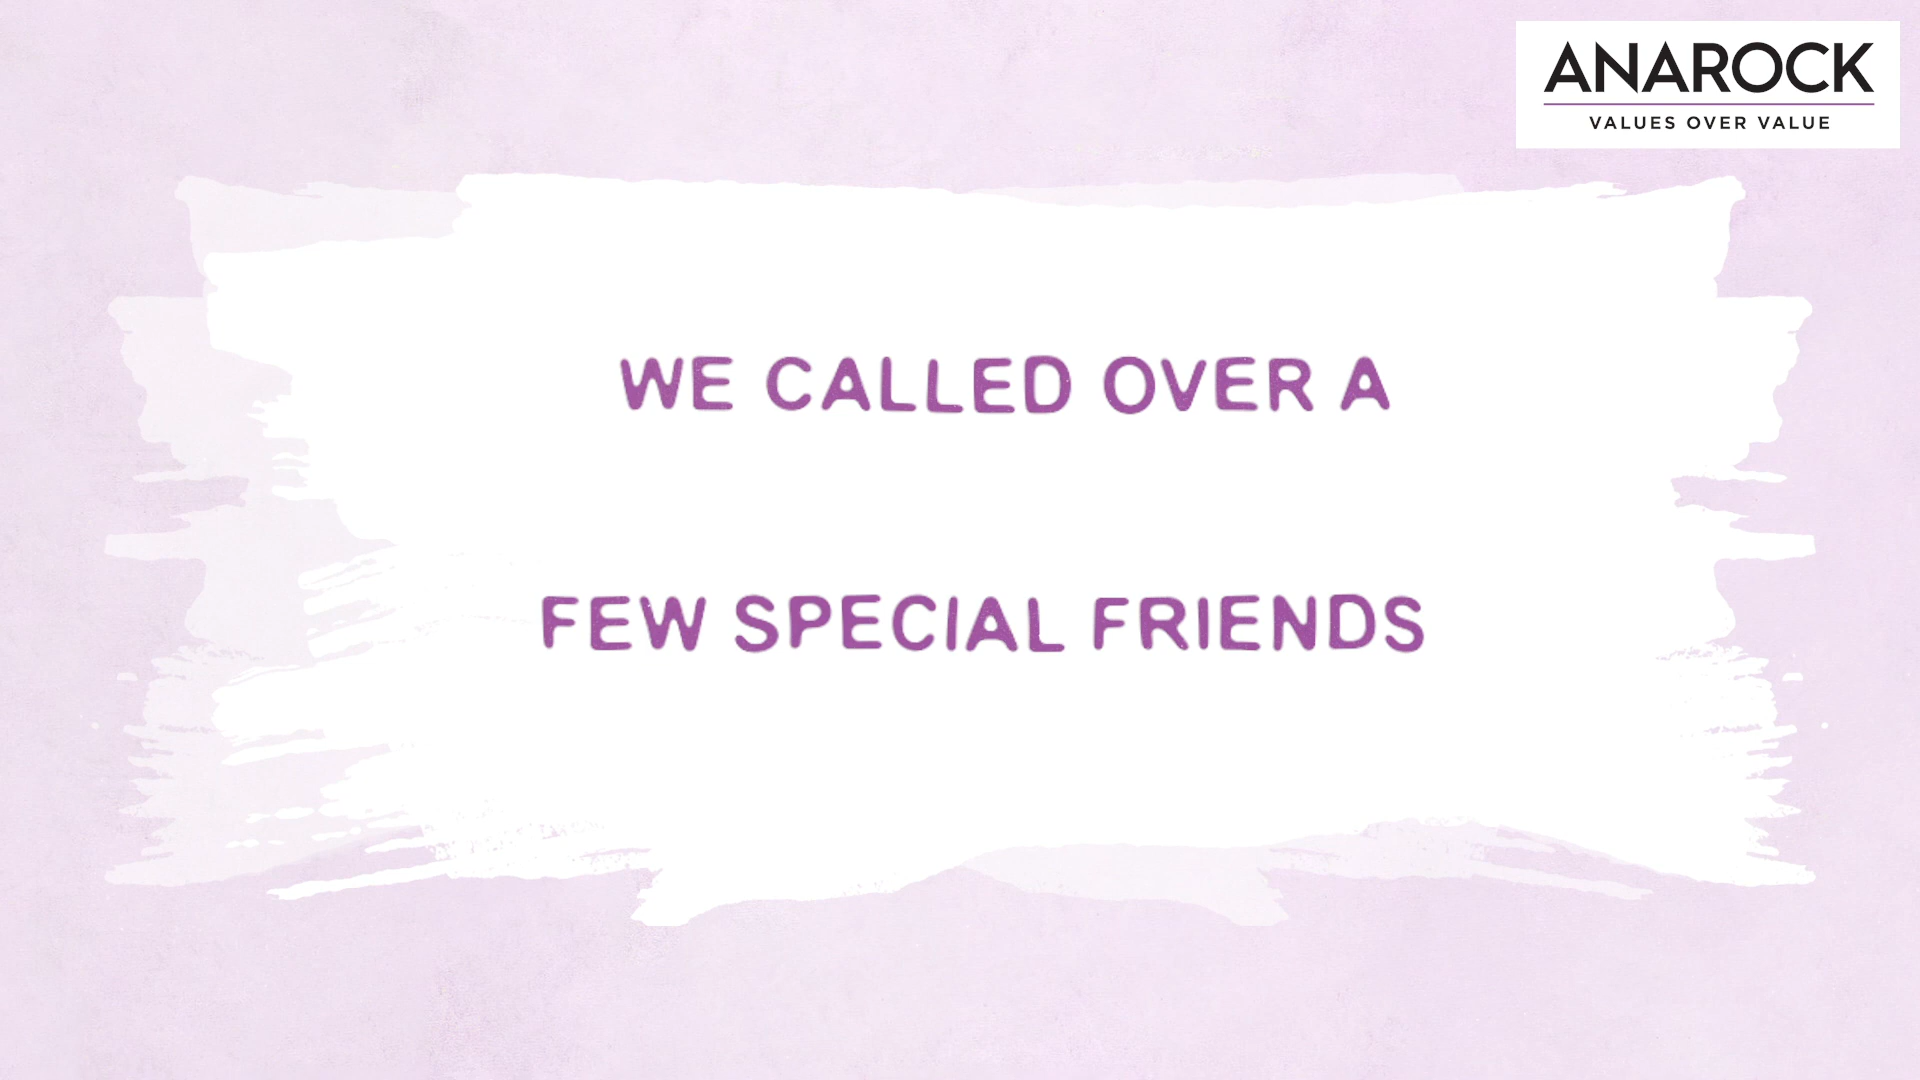 ANAROCK
VALUES OVER VALUE
WE CALLED OVER A
FEW SPECIAL FRIENDS